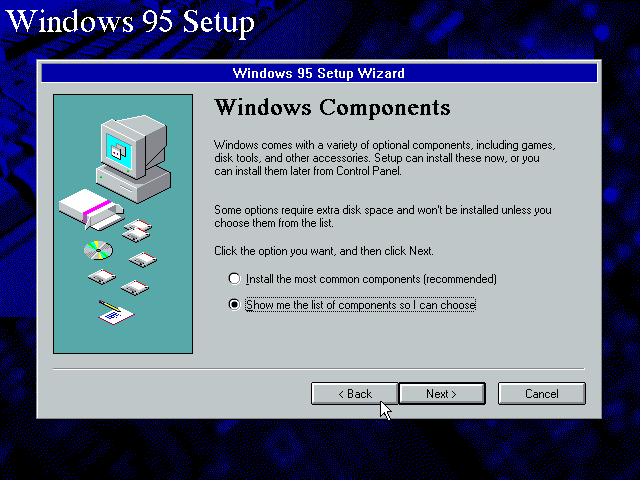 Windows 95 Setup
Windows 95 Setup Wizard
Windows Components
Windows comes with a variety of optional components, including games,
disk tools, and other accessories. Setup can install these now, or you
can install them later from Control Panel.
Some options require extra disk space and won't be installed unless you
choose them from the list.
Click the option you want, and then click Next.
Install the most common components (recommended)
Show me the list of components so I can choose
< Back
Next >
Cancel